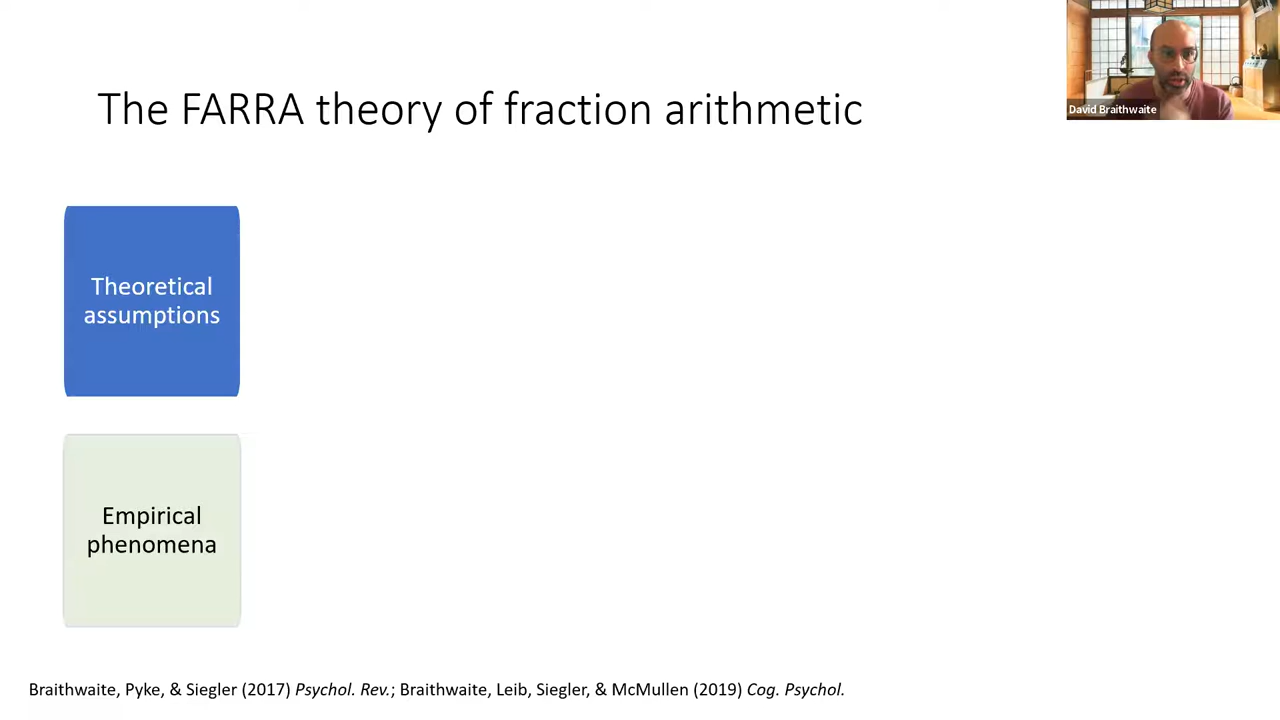 The FARRA theory of fraction arithmetic
David Braithwaite
Theoretical
assumptions
Empirical
phenomena
Braithwaite, Pyke, & Siegler (2017) Psychol. Rev.; Braithwaite, Leib, Siegler, & McMullen (2019) Cog. Psychol.